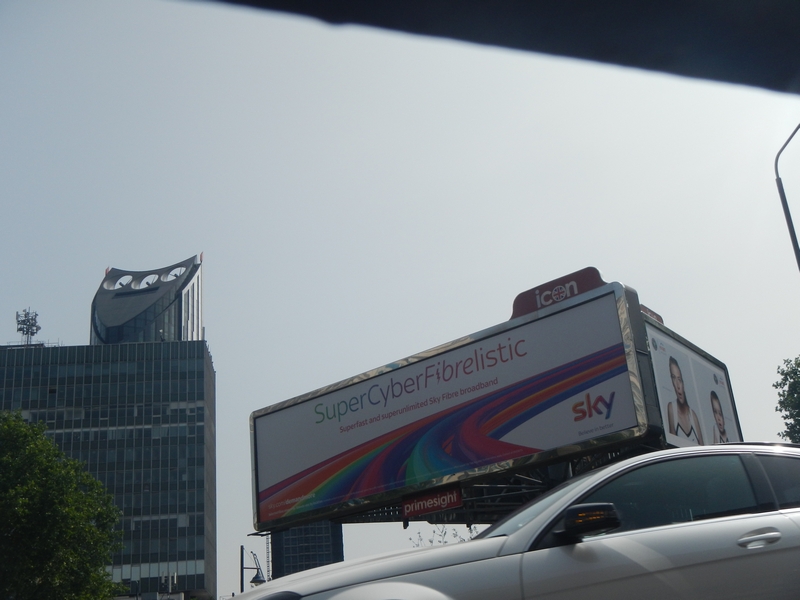 icon
SuperCyberFibrelistic
Superfast and superunlimited Sky Fibre broadband
sky
primesight